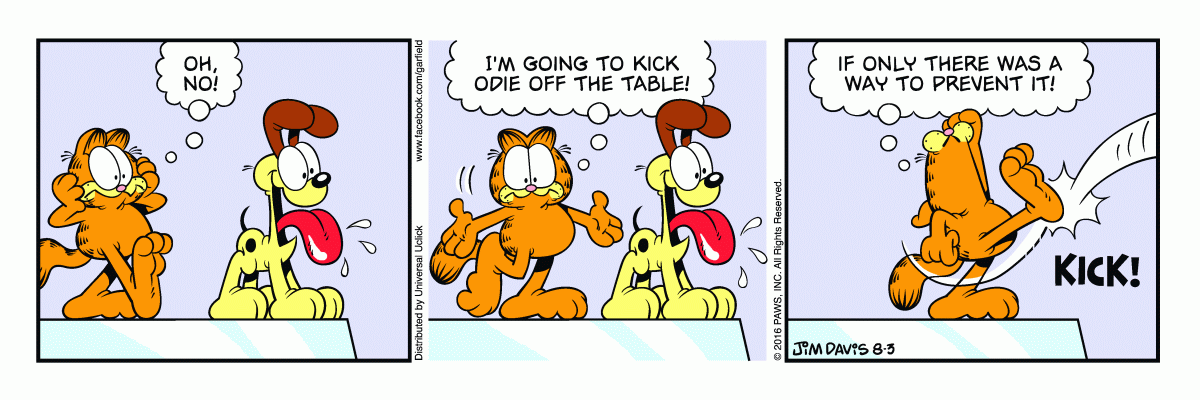 OH,
NO!
Distributed by Universal Uclick
www.facebook.com/garfield
I'M GOING TO KICK
ODIE OFF THE TABLE!
© 2016 PAWS, INC. All Rights Reserved.
IF ONLY THERE WAS A
WAY TO PREVENT IT!
KICK!
JIM DAVIS 8-3